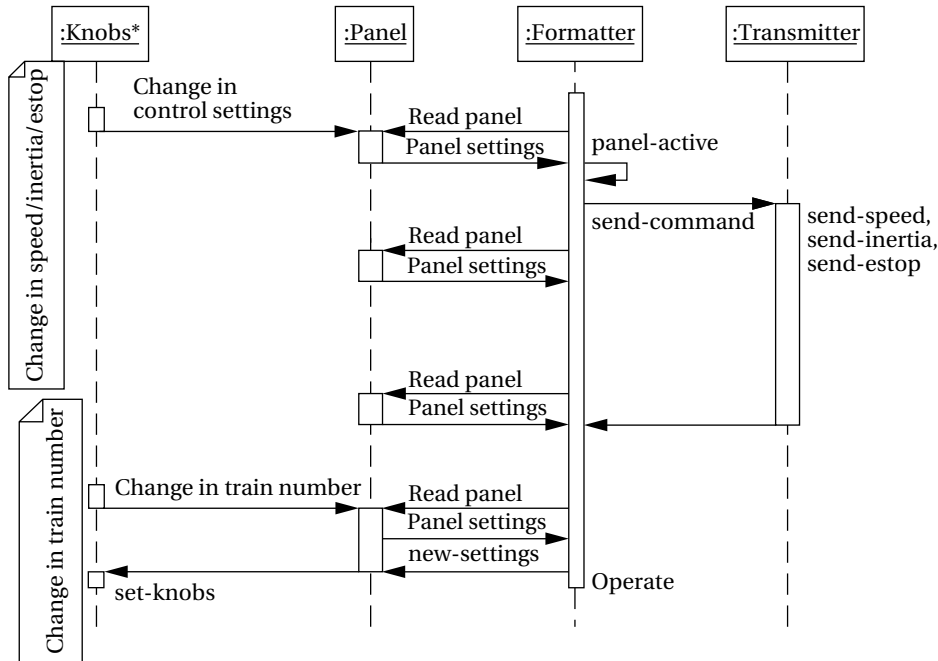 :Knobs*
:Panel
:Formatter
:Transmitter
Change in speed/inertia/estop
Change in
control settings
Read panel
Panel settings
panel-active
send-command
send-speed,
send-inertia,
send-estop
Read panel
Panel settings
Read panel
Panel settings
Change in train number
Change in train number
Read panel
Panel settings
new-settings
set-knobs
Operate